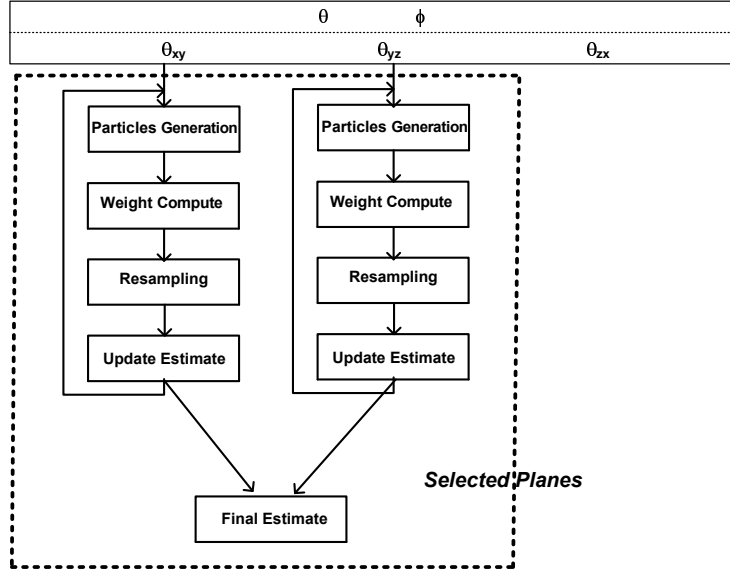 θ ϕ
θxy θyz θzx
Particles Generation Particles Generation
Weight Compute Weight Compute
Resampling Resampling
Update Estimate Update Estimate
Selected Planes
Final Estimate